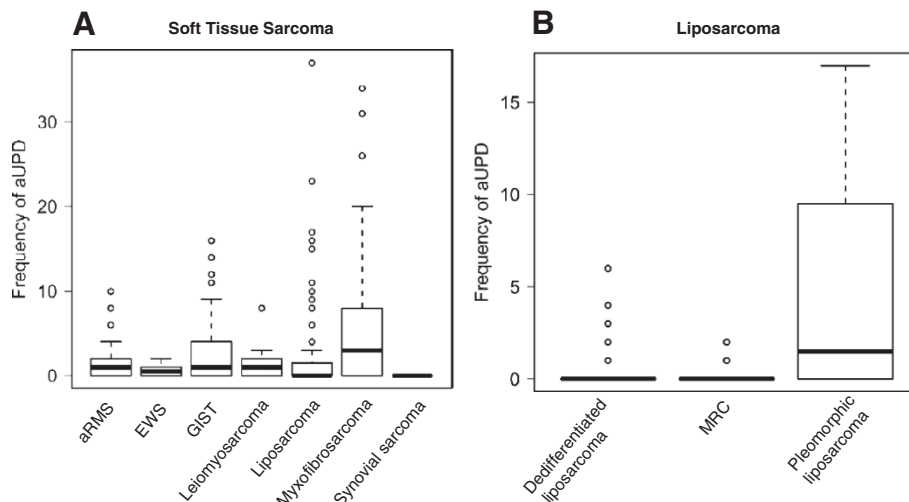 A
Soft Tissue Sarcoma
Frequency of aUPD
30
20
10
0
aRMS
EWS
GIST
Leiomyosarcoma
Liposarcoma
Myxofibrosarcoma
Synovial sarcoma
B
Liposarcoma
Frequency of aUPD
15
10
5
0
Dedifferentiated
liposarcoma
MRC
Pleomorphic
liposarcoma